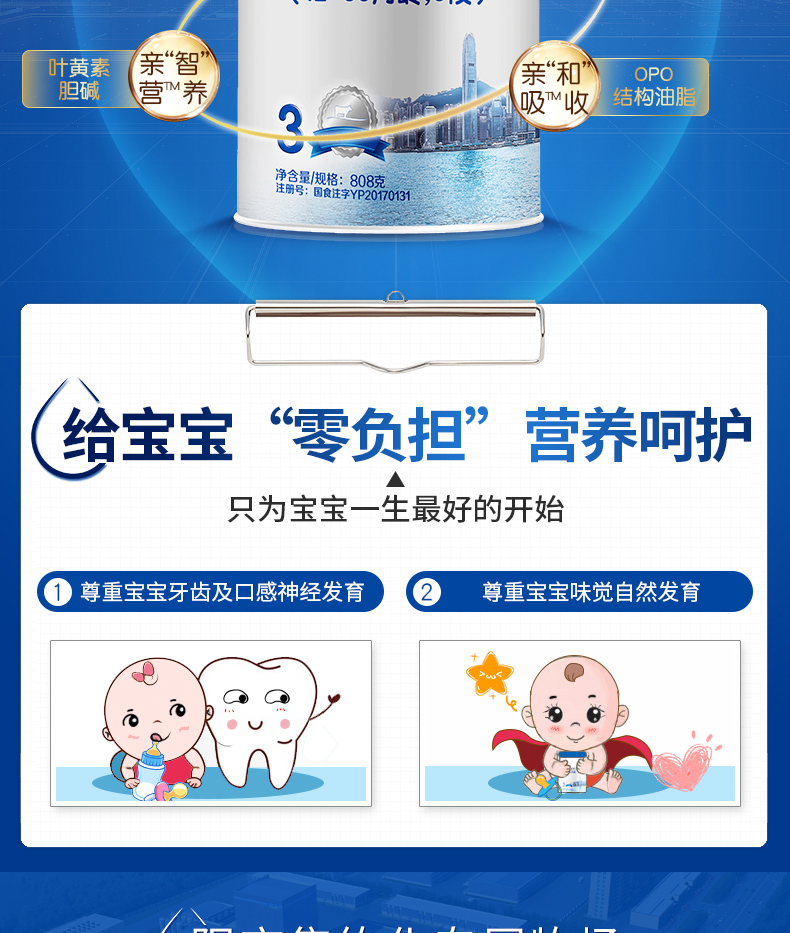 叶黄素
胆碱
亲“智”
营™养
亲“和”
吸™收
OPO
结构油脂
3
净含量/规格：808克
注册号：国食注字YP20170131
给宝宝“零负担”营养呵护
只为宝宝一生最好的开始
1 尊重宝宝牙齿及口感神经发育
2 尊重宝宝味觉自然发育